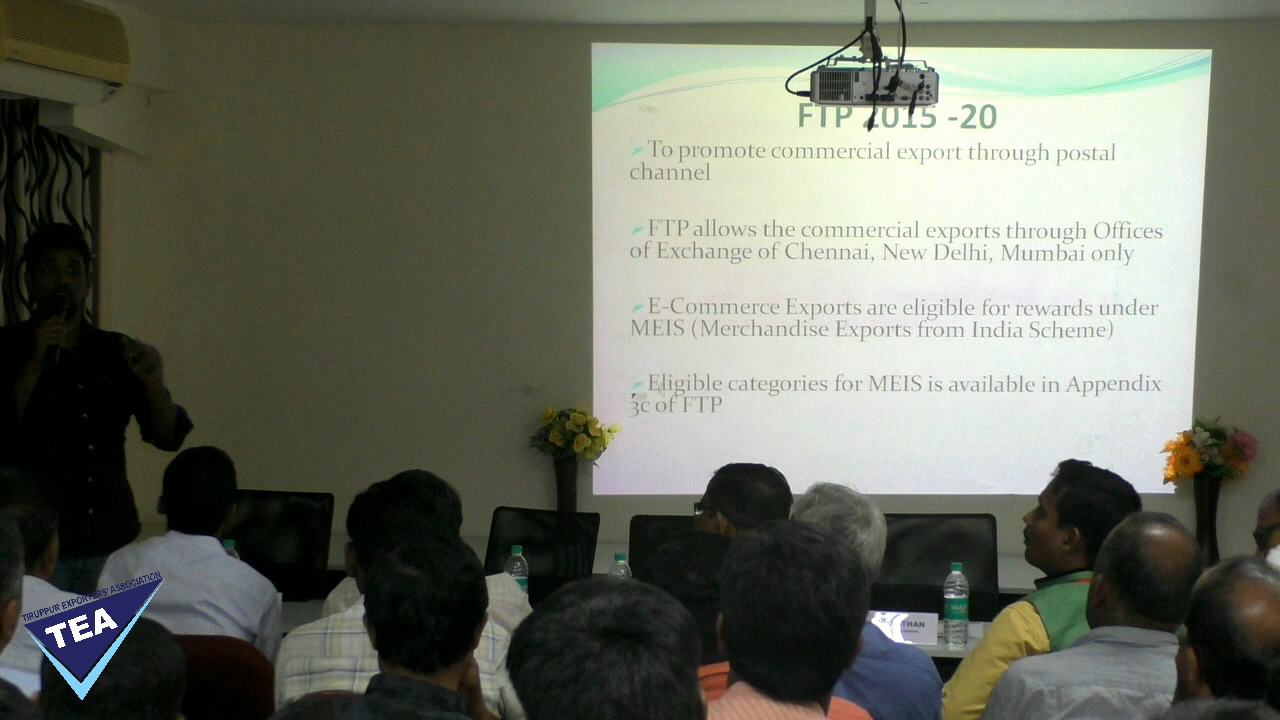 FTP 2015 -20
To promote commercial export through postal
channel
FTP allows the commercial exports through Offices
of Exchange of Chennai, New Delhi, Mumbai only
E-Commerce Exports are eligible for rewards under
MEIS (Merchandise Exports from India Scheme)
Eligible categories for MEIS is available in Appendix
3c of FTP
THAN
TIRUPPUR EXPORTERS' ASSOCIATION
TEA